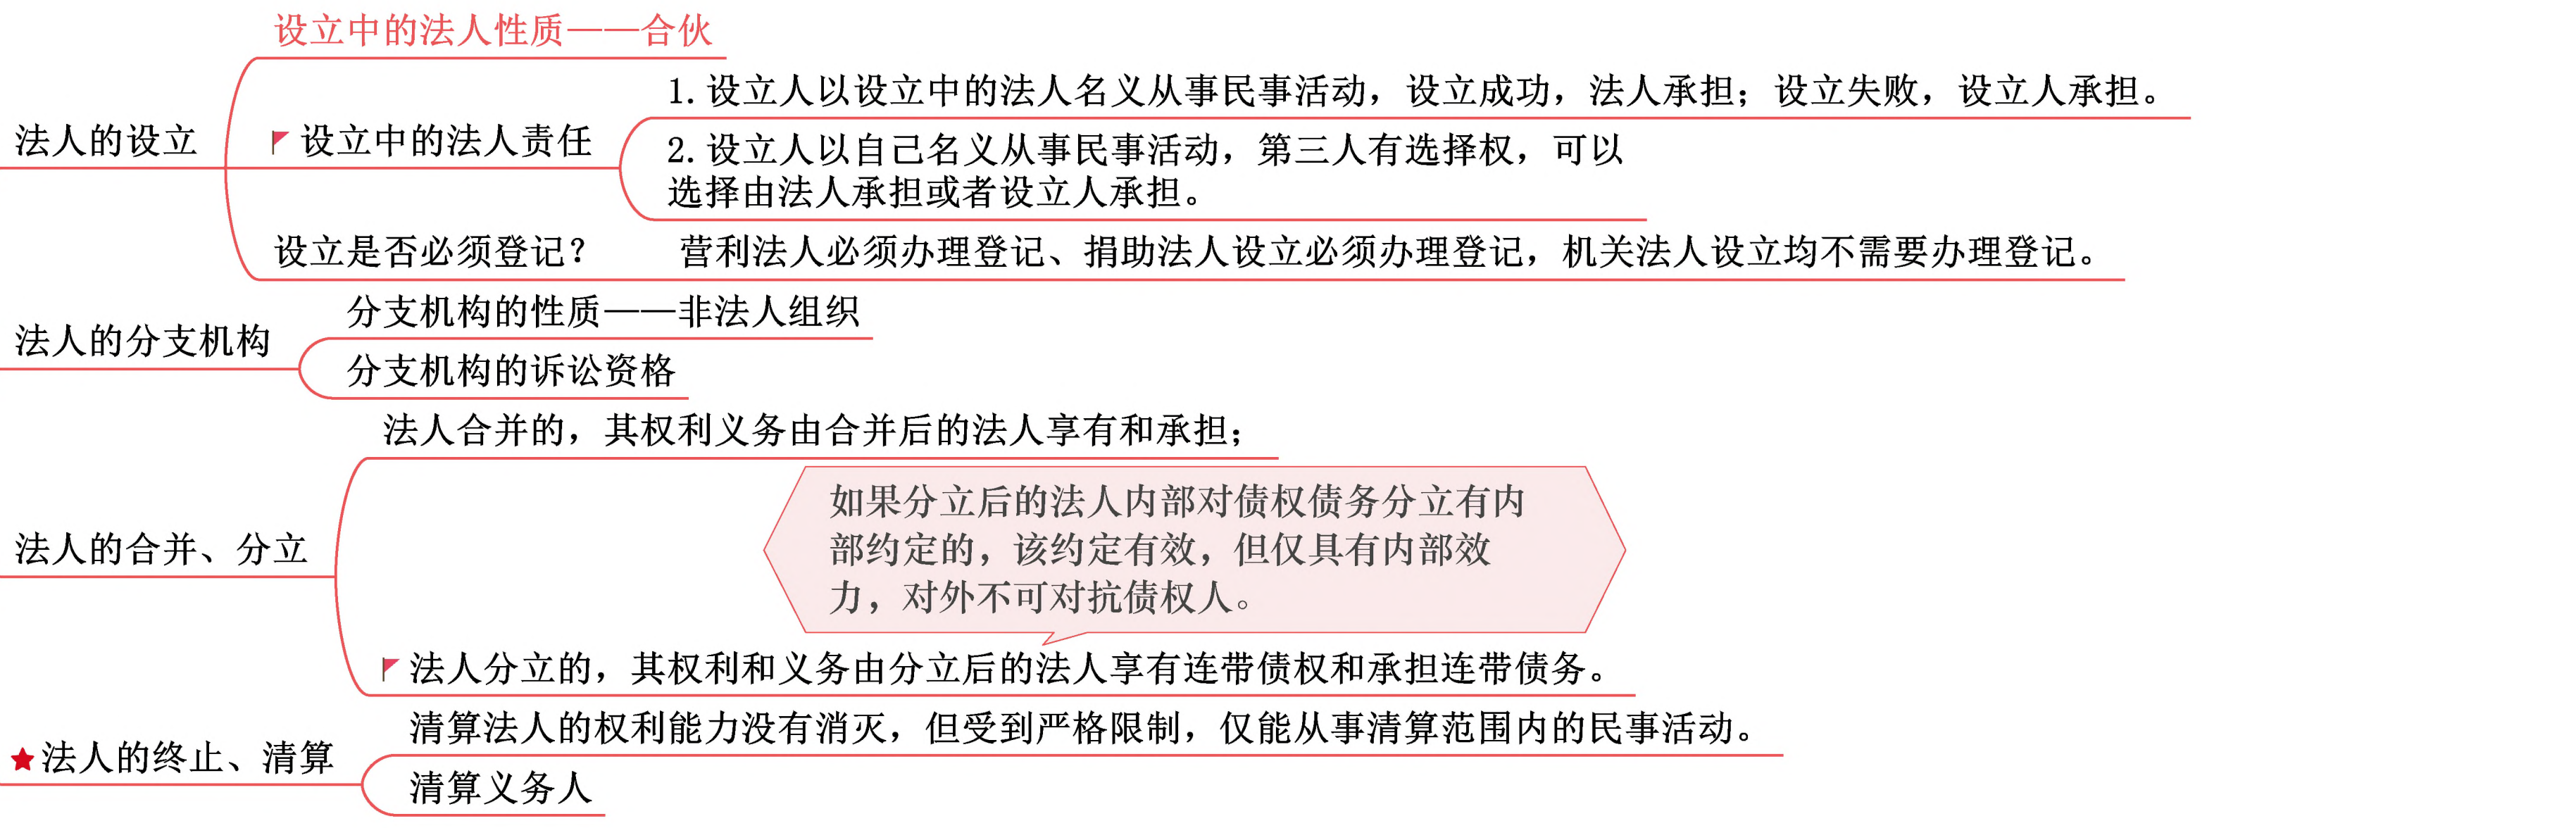 设立中的法人性质——合伙
1.设立人以设立中的法人名义从事民事活动，设立成功，法人承担；设立失败，设立人承担。
法人的设立
设立中的法人责任
2.设立人以自己名义从事民事活动，第三人有选择权，可以
选择由法人承担或者设立人承担。
设立是否必须登记？
营利法人必须办理登记、捐助法人设立必须办理登记，机关法人设立均不需要办理登记。
分支机构的性质——非法人组织
法人的分支机构
分支机构的诉讼资格
法人合并的，其权利义务由合并后的法人享有和承担；
如果分立后的法人内部对债权债务分立有内
部约定的，该约定有效，但仅具有内部效
力，对外不可对抗债权人。
法人的合并、分立
法人分立的，其权利和义务由分立后的法人享有连带债权和承担连带债务。
清算法人的权利能力没有消灭，但受到严格限制，仅能从事清算范围内的民事活动。
法人的终止、清算
清算义务人